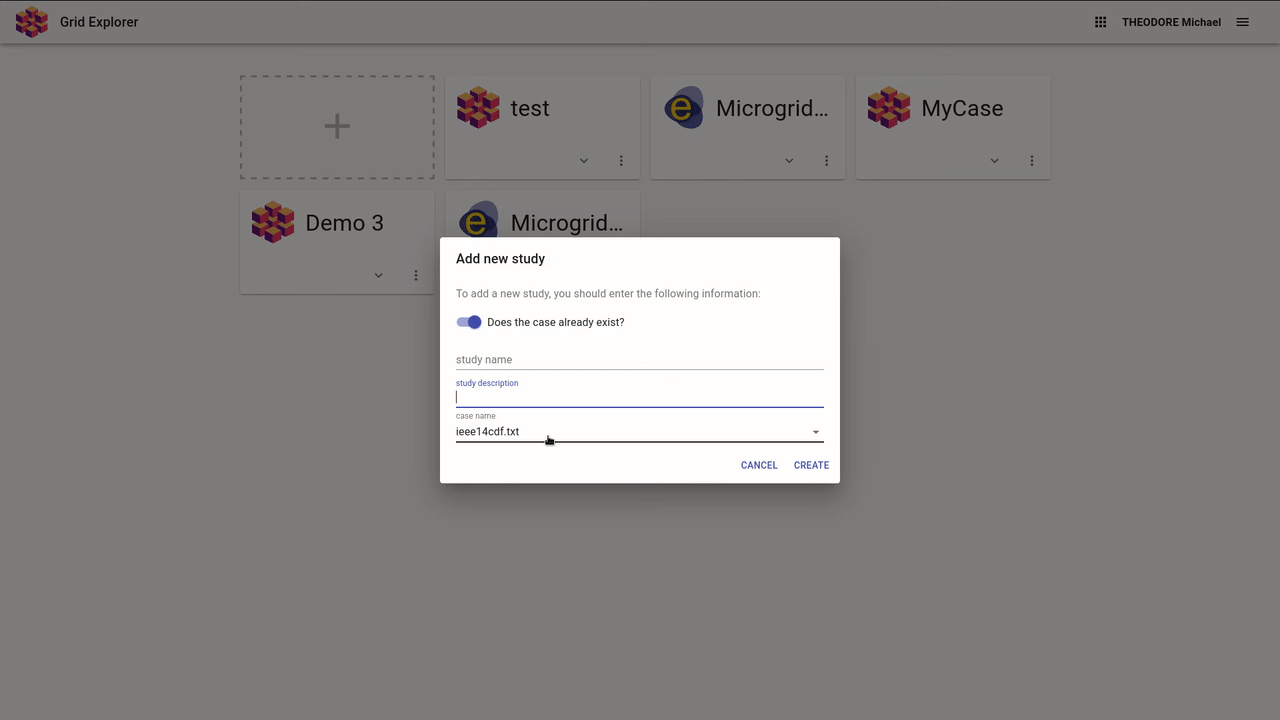 Grid Explorer
THEODORE Michael
test
Microgrid...
MyCase
Demo 3
Microgrid...
Add new study
To add a new study, you should enter the following information:
Does the case already exist?
study name
study description
case name
ieee14cdf.txt
CANCEL
CREATE